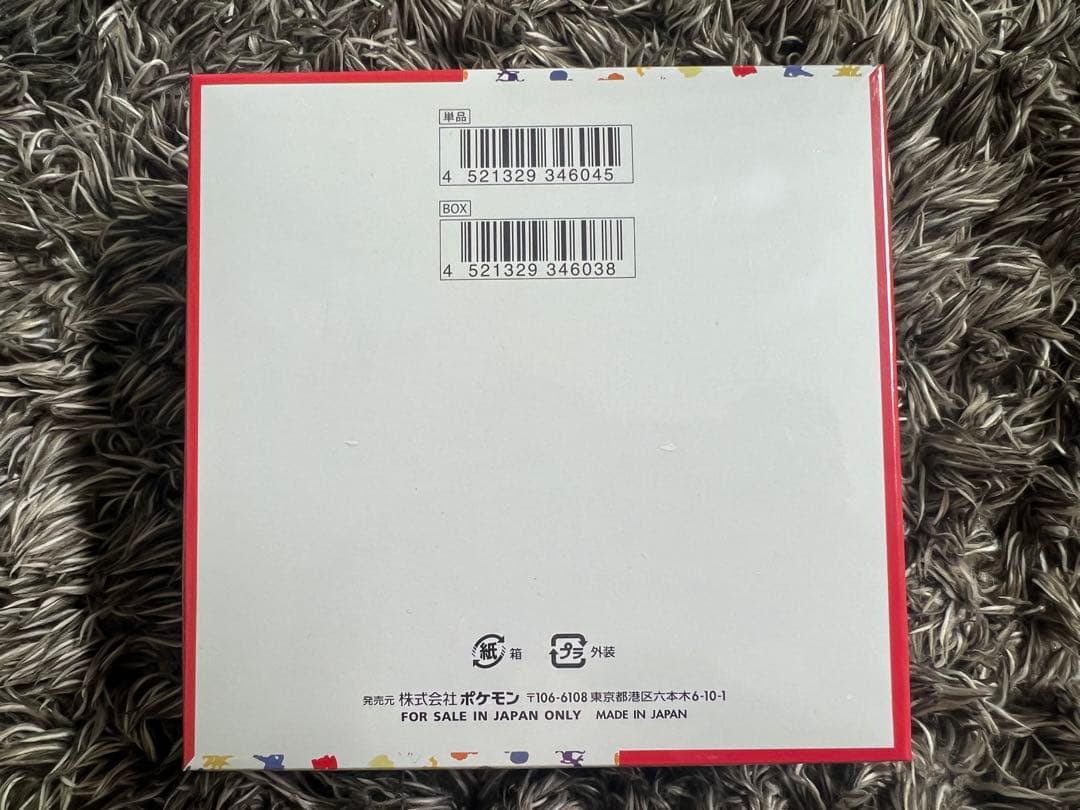 単品
4 521329 346045
BOX
4 521329 346038
紙 箱 プラ 外装
発売元 株式会社 ポケモン 〒106-6108 東京都港区六本木6-10-1
FOR SALE IN JAPAN ONLY MADE IN JAPAN